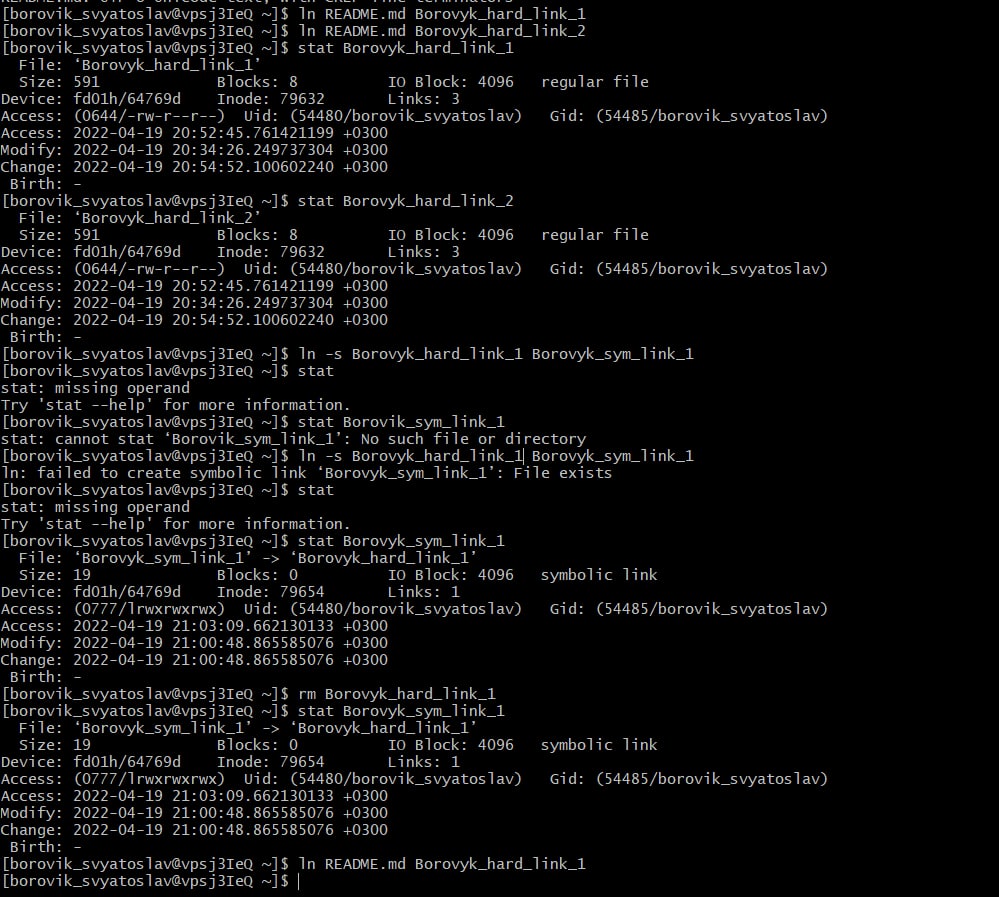 [borovik_svyatoslav@vpsj3IeQ ~]$ ln README.md Borovyk_hard_link_1
[borovik_svyatoslav@vpsj3IeQ ~]$ ln README.md Borovyk_hard_link_2
[borovik_svyatoslav@vpsj3IeQ ~]$ stat Borovyk_hard_link_1
  File: ‘Borovyk_hard_link_1’
  Size: 591             Blocks: 8          IO Block: 4096   regular file
Device: fd01h/64769d    Inode: 79632       Links: 3
Access: (0644/-rw-r--r--)  Uid: (54480/borovik_svyatoslav)   Gid: (54485/borovik_svyatoslav)
Access: 2022-04-19 20:52:45.761421199 +0300
Modify: 2022-04-19 20:34:26.249737304 +0300
Change: 2022-04-19 20:54:52.100602240 +0300
 Birth: -
[borovik_svyatoslav@vpsj3IeQ ~]$ stat Borovyk_hard_link_2
  File: ‘Borovyk_hard_link_2’
  Size: 591             Blocks: 8          IO Block: 4096   regular file
Device: fd01h/64769d    Inode: 79632       Links: 3
Access: (0644/-rw-r--r--)  Uid: (54480/borovik_svyatoslav)   Gid: (54485/borovik_svyatoslav)
Access: 2022-04-19 20:52:45.761421199 +0300
Modify: 2022-04-19 20:34:26.249737304 +0300
Change: 2022-04-19 20:54:52.100602240 +0300
 Birth: -
[borovik_svyatoslav@vpsj3IeQ ~]$ ln -s Borovyk_hard_link_1 Borovyk_sym_link_1
[borovik_svyatoslav@vpsj3IeQ ~]$ stat
stat: missing operand
Try 'stat --help' for more information.
[borovik_svyatoslav@vpsj3IeQ ~]$ stat Borovik_sym_link_1
stat: cannot stat ‘Borovik_sym_link_1’: No such file or directory
[borovik_svyatoslav@vpsj3IeQ ~]$ ln -s Borovyk_hard_link_1 Borovyk_sym_link_1
ln: failed to create symbolic link ‘Borovyk_sym_link_1’: File exists
[borovik_svyatoslav@vpsj3IeQ ~]$ stat
stat: missing operand
Try 'stat --help' for more information.
[borovik_svyatoslav@vpsj3IeQ ~]$ stat Borovyk_sym_link_1
  File: ‘Borovyk_sym_link_1’ -> ‘Borovyk_hard_link_1’
  Size: 19              Blocks: 0          IO Block: 4096   symbolic link
Device: fd01h/64769d    Inode: 79654       Links: 1
Access: (0777/lrwxrwxrwx)  Uid: (54480/borovik_svyatoslav)   Gid: (54485/borovik_svyatoslav)
Access: 2022-04-19 21:03:09.662130133 +0300
Modify: 2022-04-19 21:00:48.865585076 +0300
Change: 2022-04-19 21:00:48.865585076 +0300
 Birth: -
[borovik_svyatoslav@vpsj3IeQ ~]$ rm Borovyk_hard_link_1
[borovik_svyatoslav@vpsj3IeQ ~]$ stat Borovyk_sym_link_1
  File: ‘Borovyk_sym_link_1’ -> ‘Borovyk_hard_link_1’
  Size: 19              Blocks: 0          IO Block: 4096   symbolic link
Device: fd01h/64769d    Inode: 79654       Links: 1
Access: (0777/lrwxrwxrwx)  Uid: (54480/borovik_svyatoslav)   Gid: (54485/borovik_svyatoslav)
Access: 2022-04-19 21:03:09.662130133 +0300
Modify: 2022-04-19 21:00:48.865585076 +0300
Change: 2022-04-19 21:00:48.865585076 +0300
 Birth: -
[borovik_svyatoslav@vpsj3IeQ ~]$ ln README.md Borovyk_hard_link_1
[borovik_svyatoslav@vpsj3IeQ ~]$